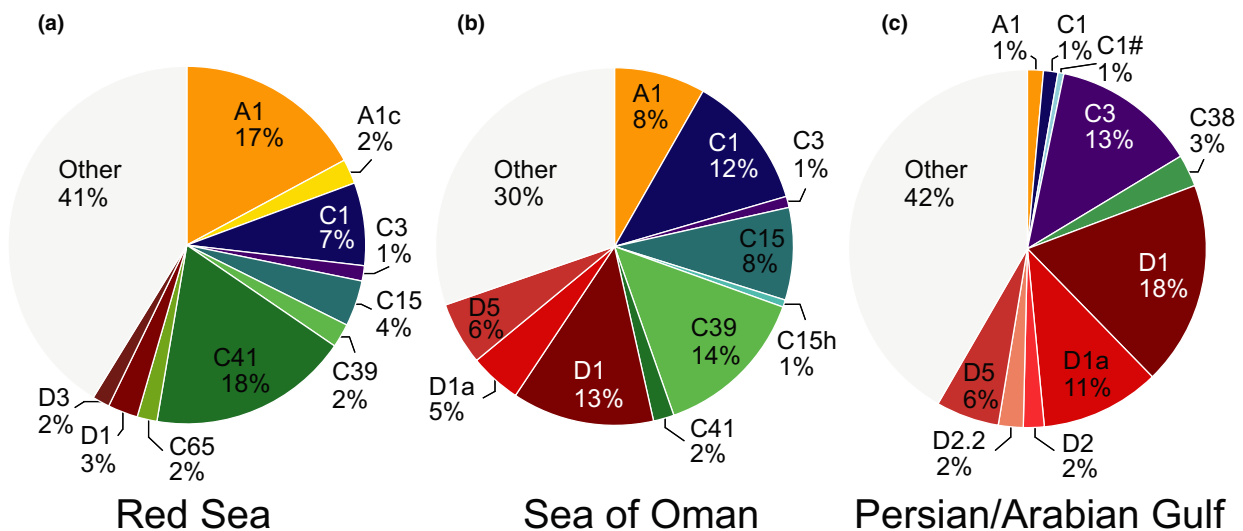 (a)
A1
17%
A1c
2%
C1
7%
C3
1%
C15
4%
C39
2%
C41
18%
C65
2%
D1
3%
D3
2%
Other
41%
Red Sea
(b)
A1
8%
C1
12%
C3
1%
C15
8%
C15h
1%
C39
14%
C41
2%
D1
13%
D1a
5%
D5
6%
Other
30%
Sea of Oman
(c)
A1
1%
C1
1%
C1#
1%
C3
13%
C38
3%
D1
18%
D1a
11%
D2
2%
D2.2
2%
D5
6%
Other
42%
Persian/Arabian Gulf